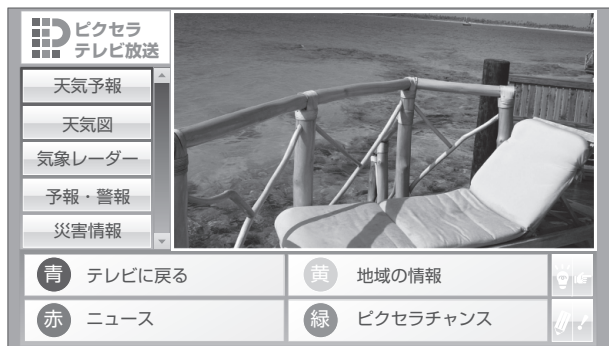 ピクセラ
テレビ放送
天気予報
天気図
気象レーダー
予報・警報
災害情報
青 テレビに戻る
黄 地域の情報
赤 ニュース
緑 ピクセラチャンス